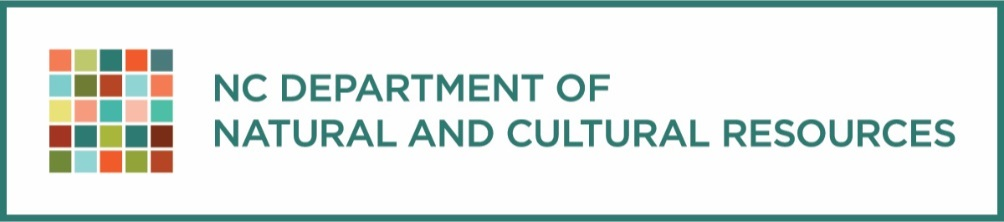 NC DEPARTMENT OF
NATURAL AND CULTURAL RESOURCES